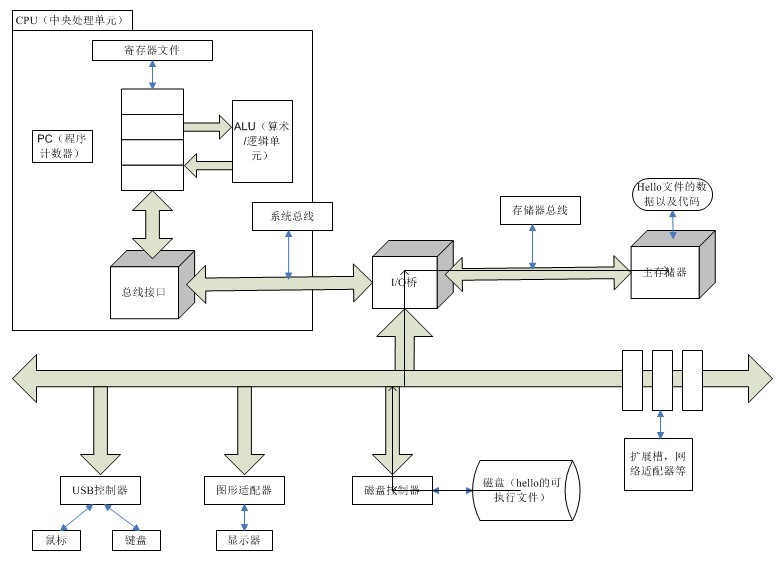 CPU（中央处理单元）
寄存器文件
PC（程序
计数器）
ALU（算术
/逻辑单
元）
系统总线
存储器总线
Hello文件的数
据以及代码
总线接口
I/O桥
主存储器
扩展槽，网
络适配器等
USB控制器
图形适配器
磁盘控制器
磁盘（hello的可
执行文件）
鼠标
键盘
显示器